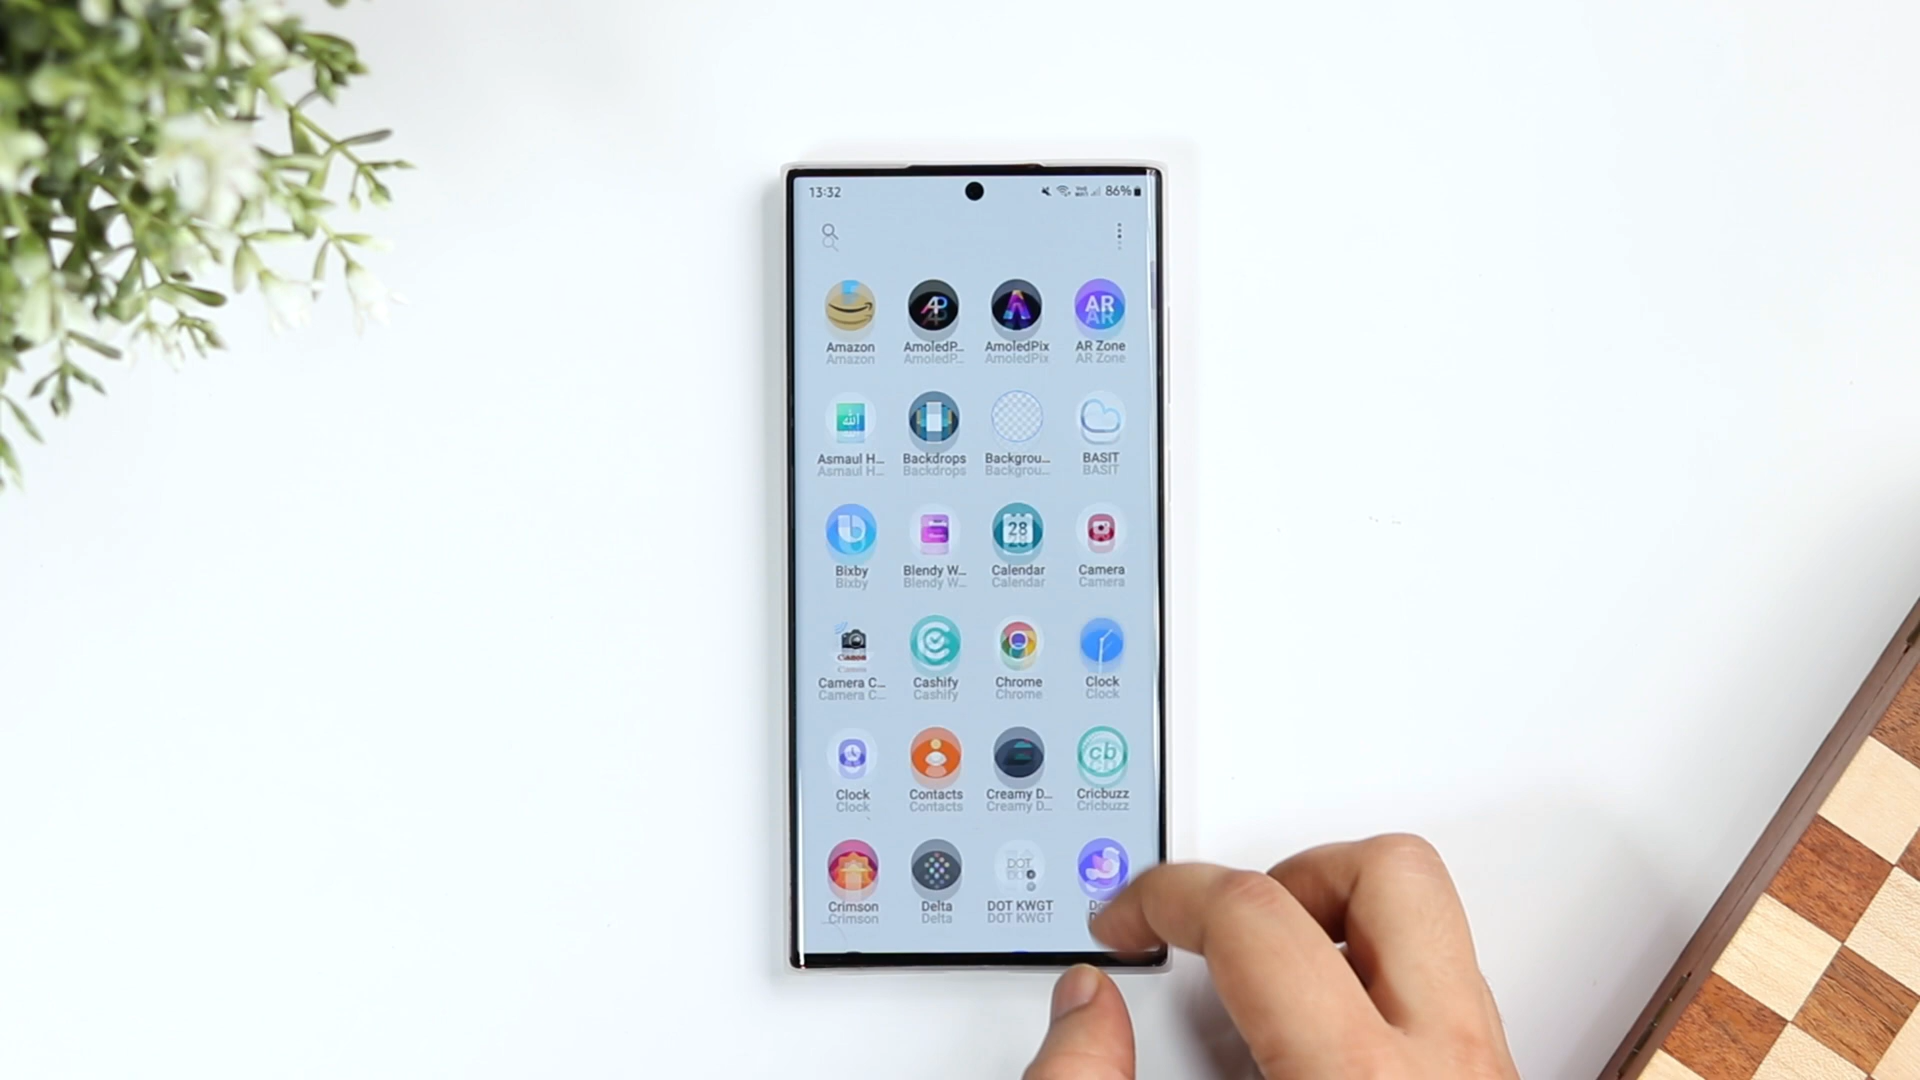 13:32 86%
Amazon AmoledP... AmoledPix AR Zone
Amazon AmoledP... AmoledPix AR Zone
Asmaul H... Backdrops Backgrou... BASIT
Asmaul H... Backdrops Backgrou... BASIT
28
Bixby Blendy W... Calendar Camera
Bixby Blendy W... Calendar Camera
Camera C... Cashify Chrome Clock
Camera C... Cashify Chrome Clock
cb
Clock Contacts Creamy D... Cricbuzz
Clock Contacts Creamy D... Cricbuzz
DOT
Crimson Delta DOT KWGT
Crimson Delta DOT KWGT